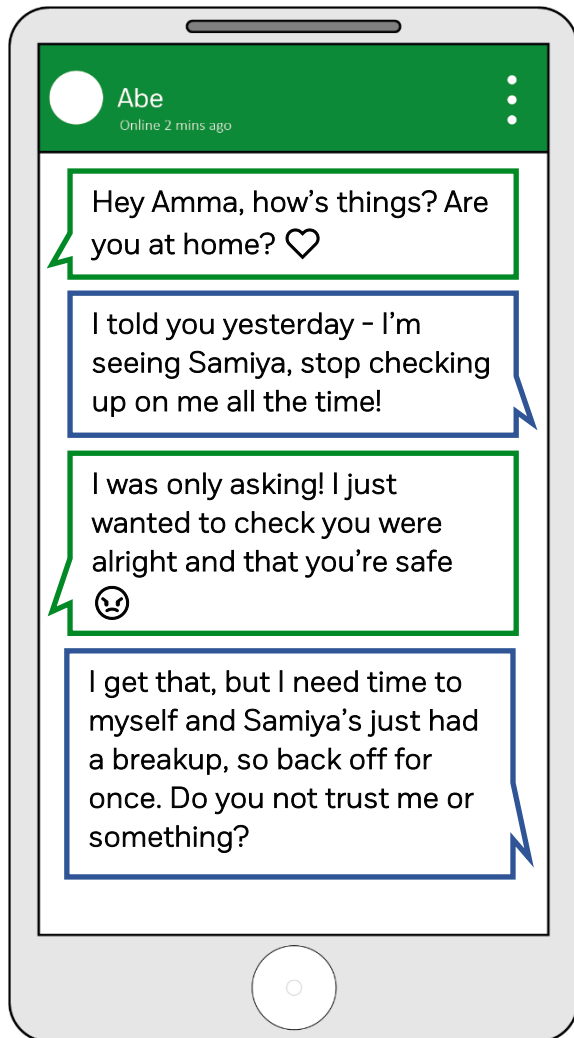 Abe
Online 2 mins ago
Hey Amma, how’s things? Are
you at home? ♡
I told you yesterday - I’m
seeing Samiya, stop checking
up on me all the time!
I was only asking! I just
wanted to check you were
alright and that you’re safe
😠
I get that, but I need time to
myself and Samiya’s just had
a breakup, so back off for
once. Do you not trust me or
something?